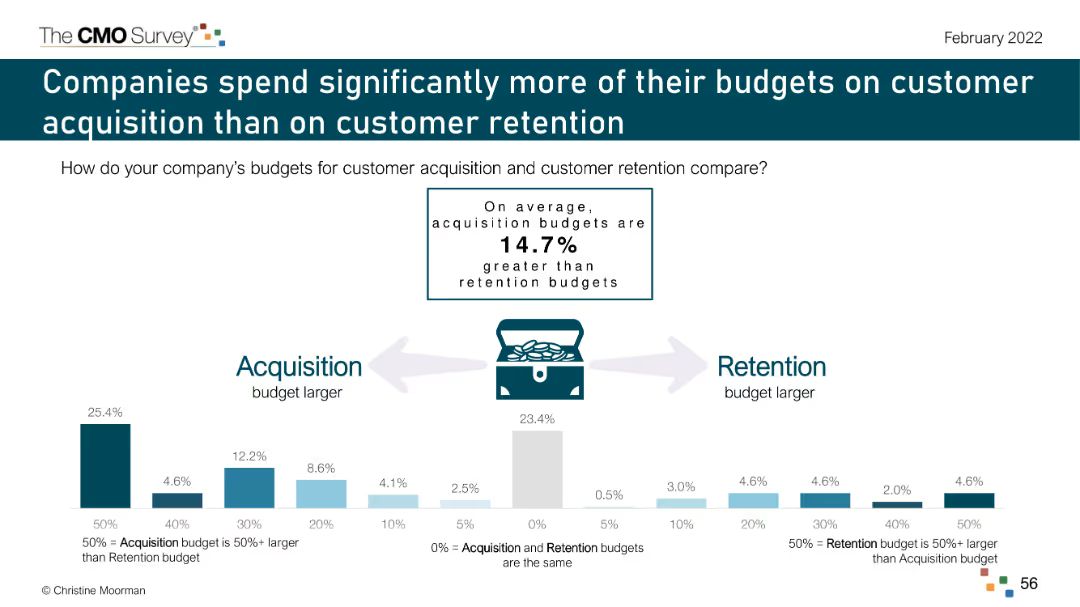 The CMO Survey
February 2022
Companies spend significantly more of their budgets on customer
acquisition than on customer retention
How do your company's budgets for customer acquisition and customer retention compare?
On average,
acquisition budgets are
14.7%
greater than
retention budgets
Acquisition
budget larger
Retention
budget larger
25.4%
4.6%
12.2%
8.6%
4.1%
2.5%
23.4%
0.5%
3.0%
4.6%
4.6%
2.0%
4.6%
50%
40%
30%
20%
10%
5%
0%
5%
10%
20%
30%
40%
50%
50% = Acquisition budget is 50%+ larger
than Retention budget
0% = Acquisition and Retention budgets
are the same
50% = Retention budget is 50%+ larger
than Acquisition budget
© Christine Moorman
56